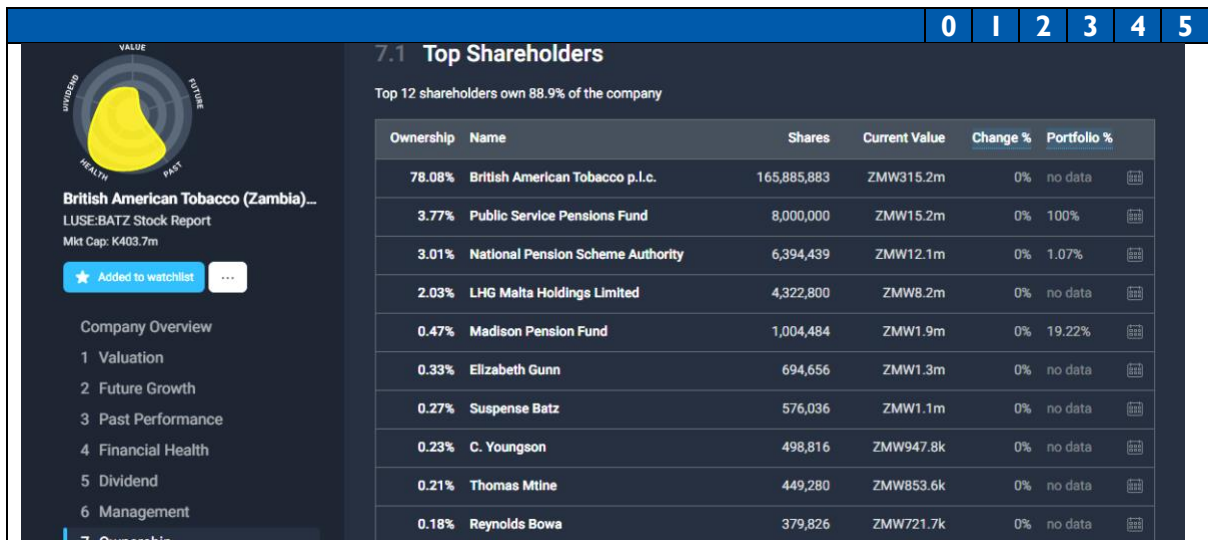 0 1 2 3 4 5
VALUE
FUTURE
PAST
HEALTH
DIVIDEND
British American Tobacco (Zambia)...
LUSE:BATZ Stock Report
Mkt Cap: K403.7m
Added to watchlist ...
Company Overview
1 Valuation
2 Future Growth
3 Past Performance
4 Financial Health
5 Dividend
6 Management
7 Ownership
7.1 Top Shareholders
Top 12 shareholders own 88.9% of the company
Ownership Name Shares Current Value Change % Portfolio %
78.08% British American Tobacco p.l.c. 165,885,883 ZMW315.2m 0% no data
3.77% Public Service Pensions Fund 8,000,000 ZMW15.2m 0% 100%
3.01% National Pension Scheme Authority 6,394,439 ZMW12.1m 0% 1.07%
2.03% LHG Malta Holdings Limited 4,322,800 ZMW8.2m 0% no data
0.47% Madison Pension Fund 1,004,484 ZMW1.9m 0% 19.22%
0.33% Elizabeth Gunn 694,656 ZMW1.3m 0% no data
0.27% Suspense Batz 576,036 ZMW1.1m 0% no data
0.23% C. Youngson 498,816 ZMW947.8k 0% no data
0.21% Thomas Mtine 449,280 ZMW853.6k 0% no data
0.18% Reynolds Bowa 379,826 ZMW721.7k 0% no data